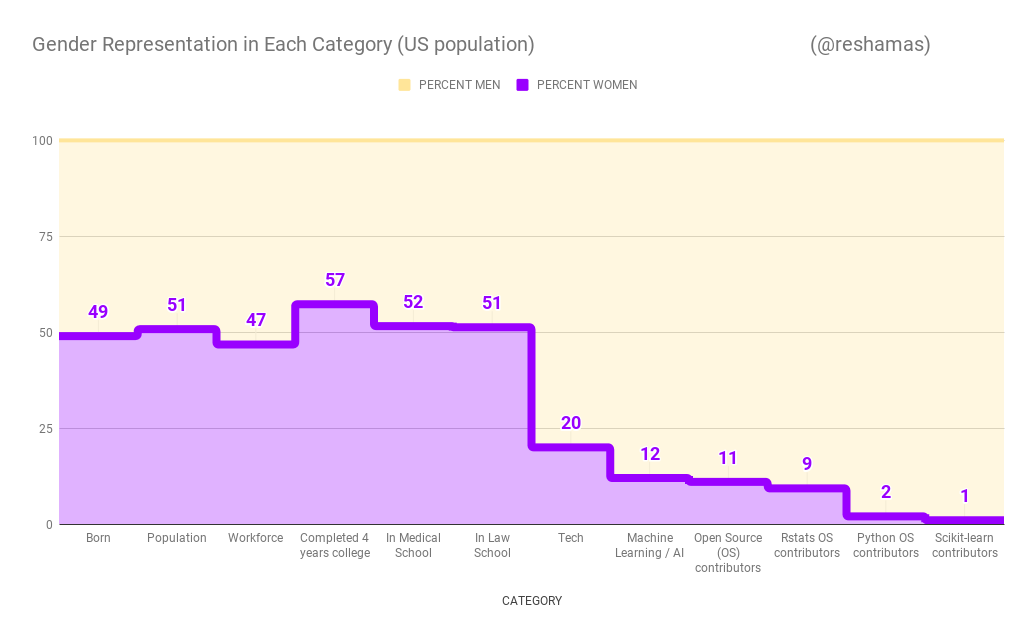 Gender Representation in Each Category (US population) (@reshamas)
PERCENT MEN PERCENT WOMEN
100
75
50
25
0
49 51 47 57 52 51 20 12 11 9 2 1
Born
Population
Workforce
Completed 4
years college
In Medical
School
In Law
School
Tech
Machine
Learning / AI
Open Source
(OS)
contributors
Rstats OS
contributors
Python OS
contributors
Scikit-learn
contributors
CATEGORY